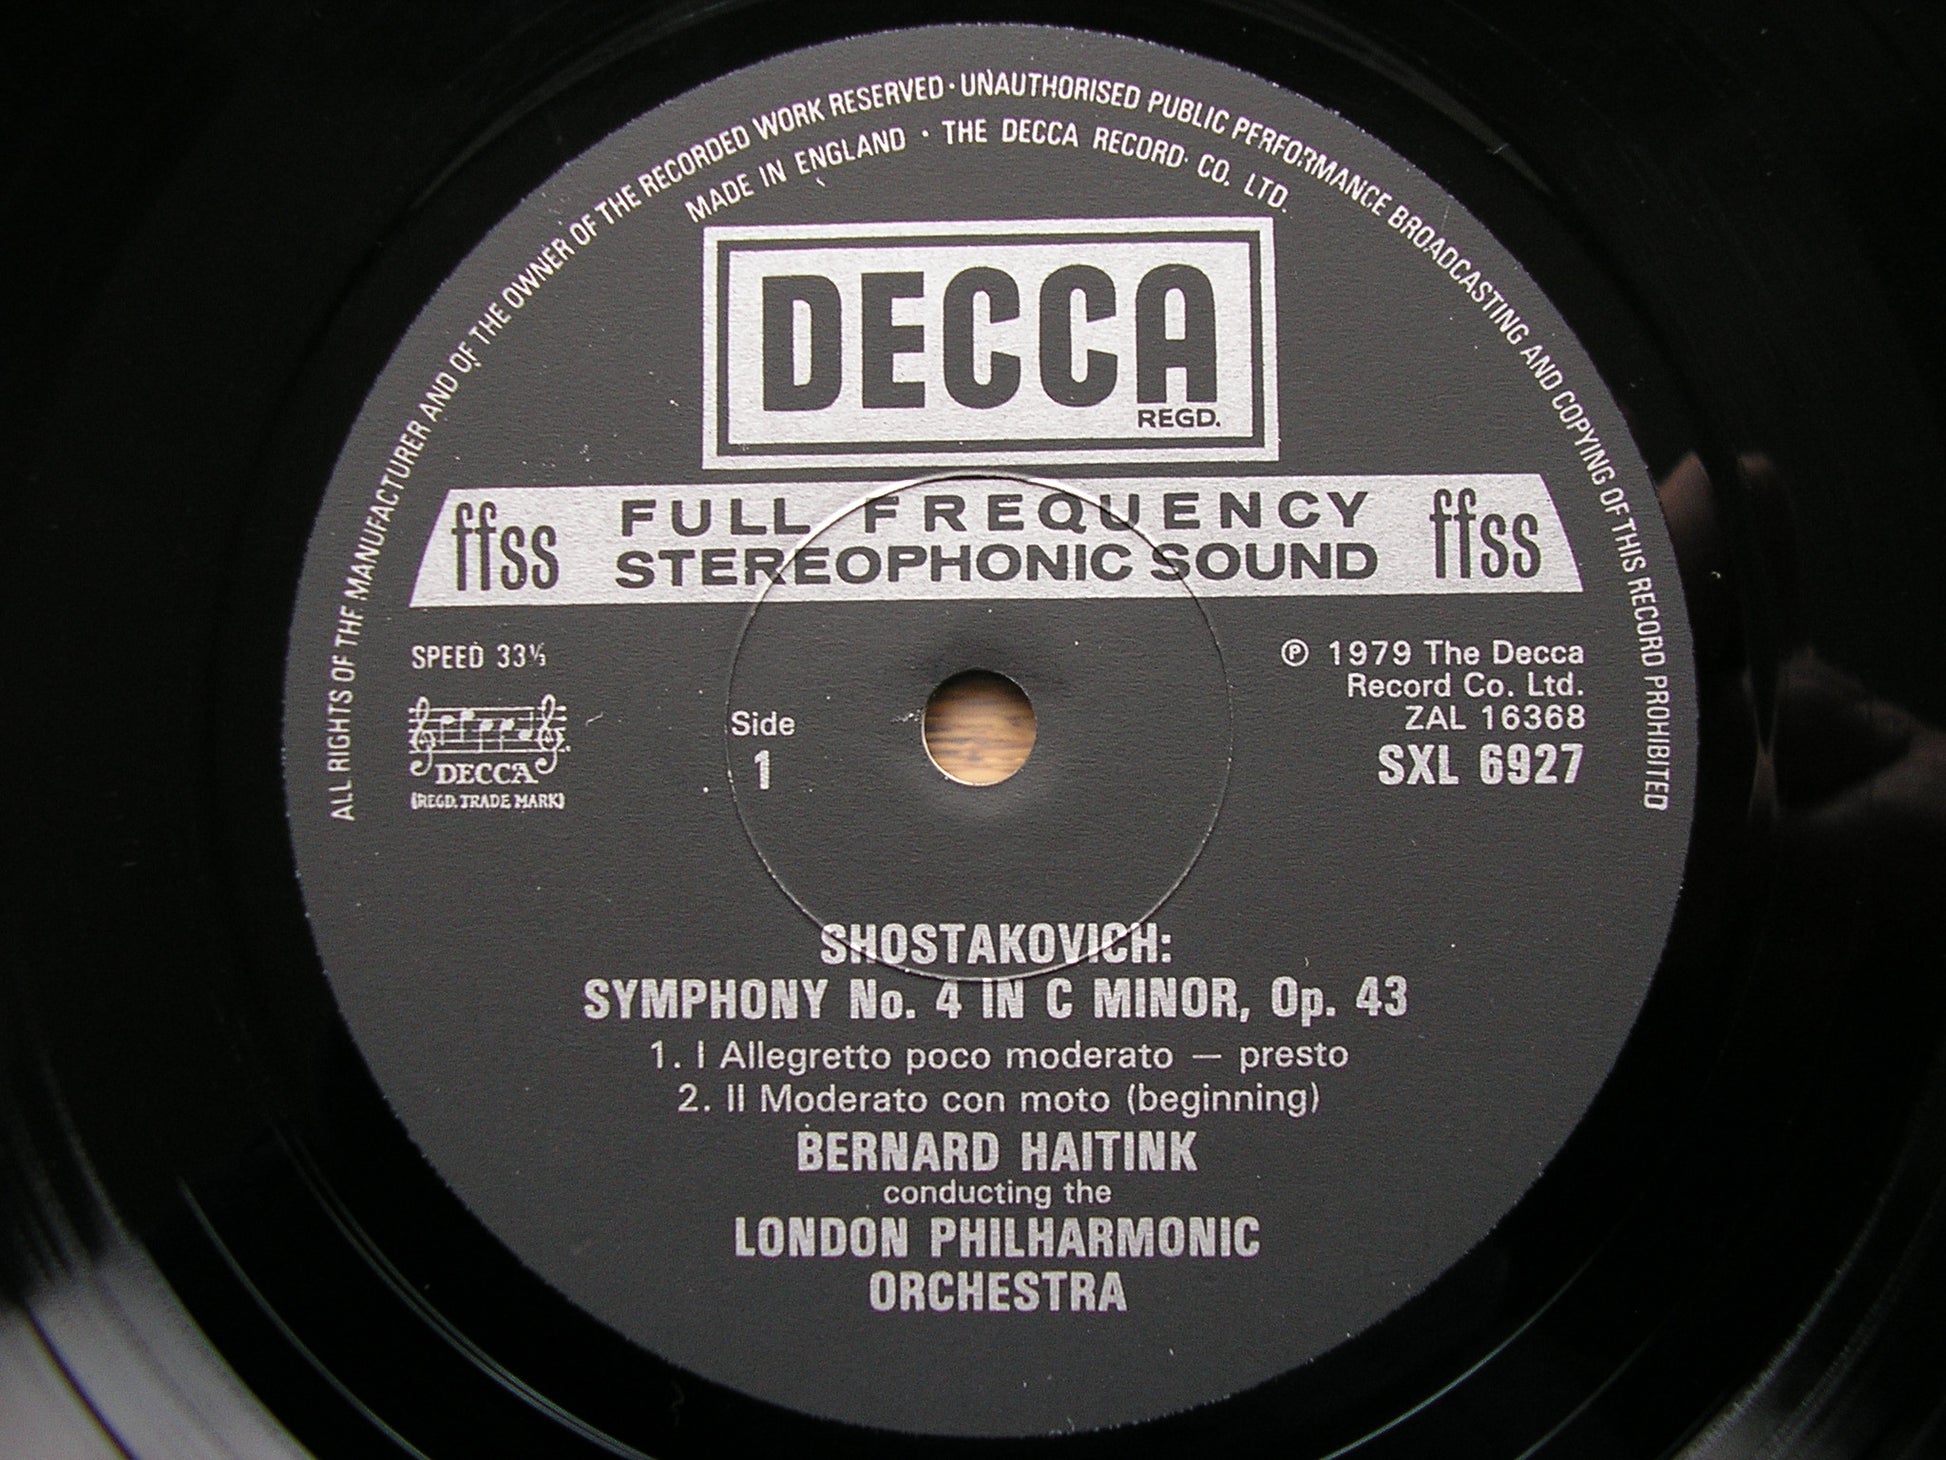 ALL RIGHTS OF THE MANUFACTURER AND OF THE OWNER OF THE RECORDED WORK RESERVED · UNAUTHORISED PUBLIC PERFORMANCE BROADCASTING AND COPYING OF THIS RECORD PROHIBITED
MADE IN ENGLAND · THE DECCA RECORD CO. LTD.
DECCA
REGD.
ffss FULL FREQUENCY STEREOPHONIC SOUND ffss
SPEED 33⅓
DECCA
(REGD. TRADE MARK)
Side
1
℗ 1979 The Decca
Record Co. Ltd.
ZAL 16368
SXL 6927
SHOSTAKOVICH:
SYMPHONY No. 4 IN C MINOR, Op. 43
1. I Allegretto poco moderato — presto
2. II Moderato con moto (beginning)
BERNARD HAITINK
conducting the
LONDON PHILHARMONIC
ORCHESTRA